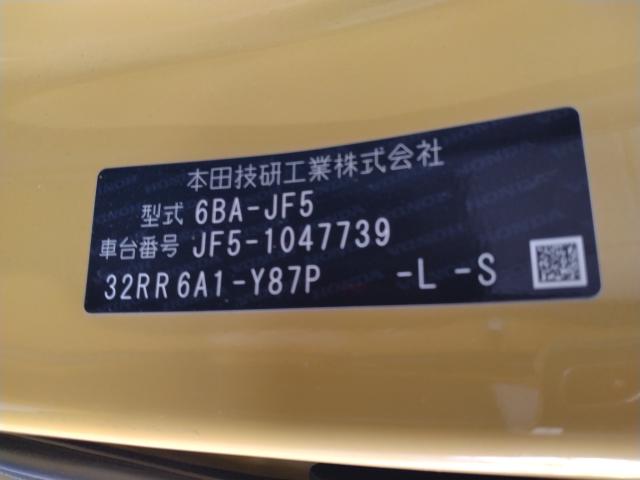 本田技研工業株式会社
型式 6BA-JF5
車台番号 JF5-1047739
32RR6A1-Y87P -L -S